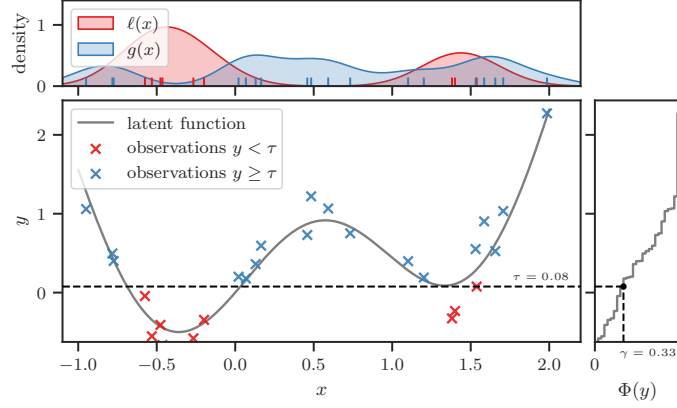 density
1
0
ℓ(x)
g(x)
y
2
1
0
latent function
observations y < τ
observations y ≥ τ
τ = 0.08
−1.0
−0.5
0.0
0.5
1.0
1.5
2.0
x
γ = 0.33
0
Φ(y)